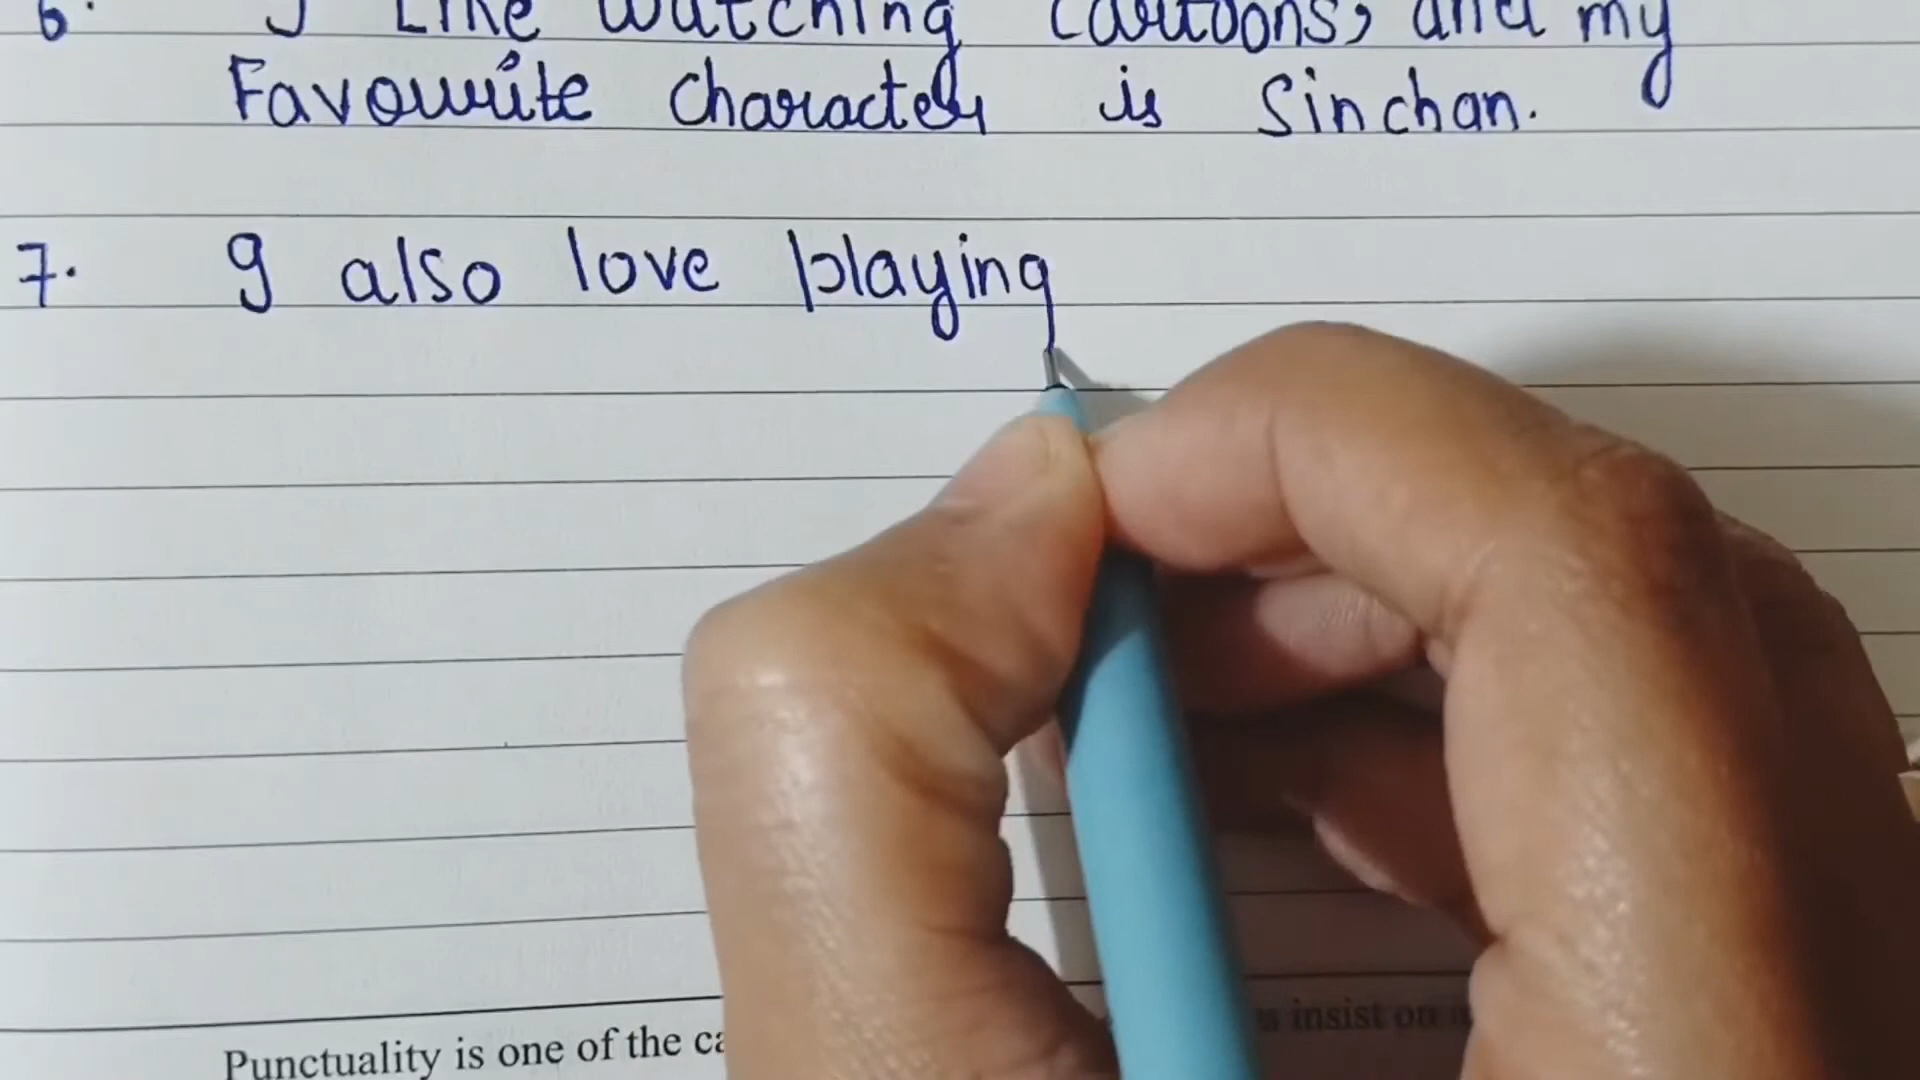 6. I Like watching cartoons, and my
Favourite character is Sinchan.
7. I also love playing
Punctuality is one of the
insist on